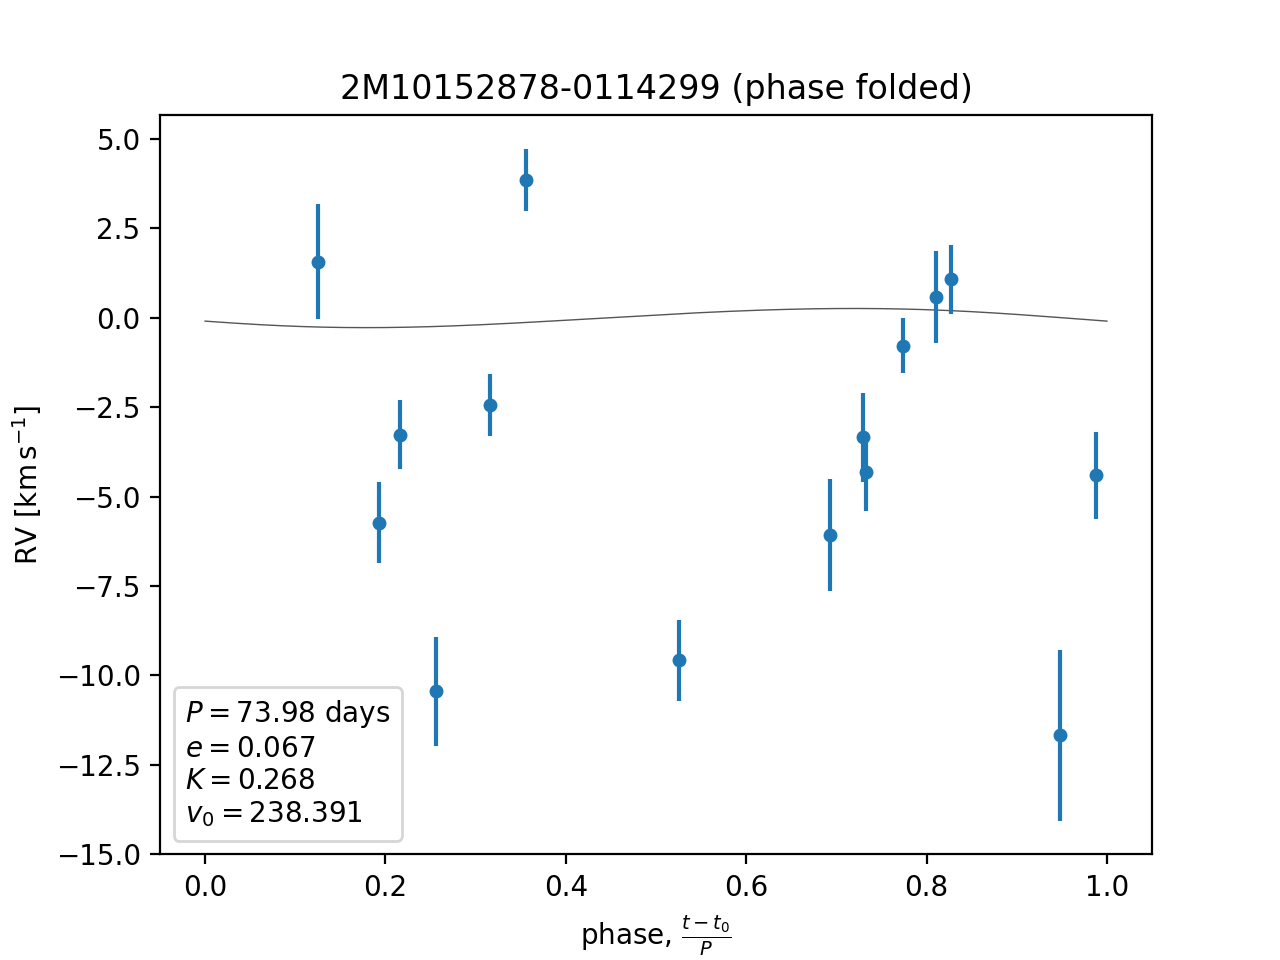 2M10152878-0114299 (phase folded)
5.0
2.5
0.0
−2.5
−5.0
−7.5
−10.0
−12.5
−15.0
RV [km s⁻¹]
P = 73.98 days
e = 0.067
K = 0.268
v₀ = 238.391
0.0 0.2 0.4 0.6 0.8 1.0
phase, (t − t₀)/P